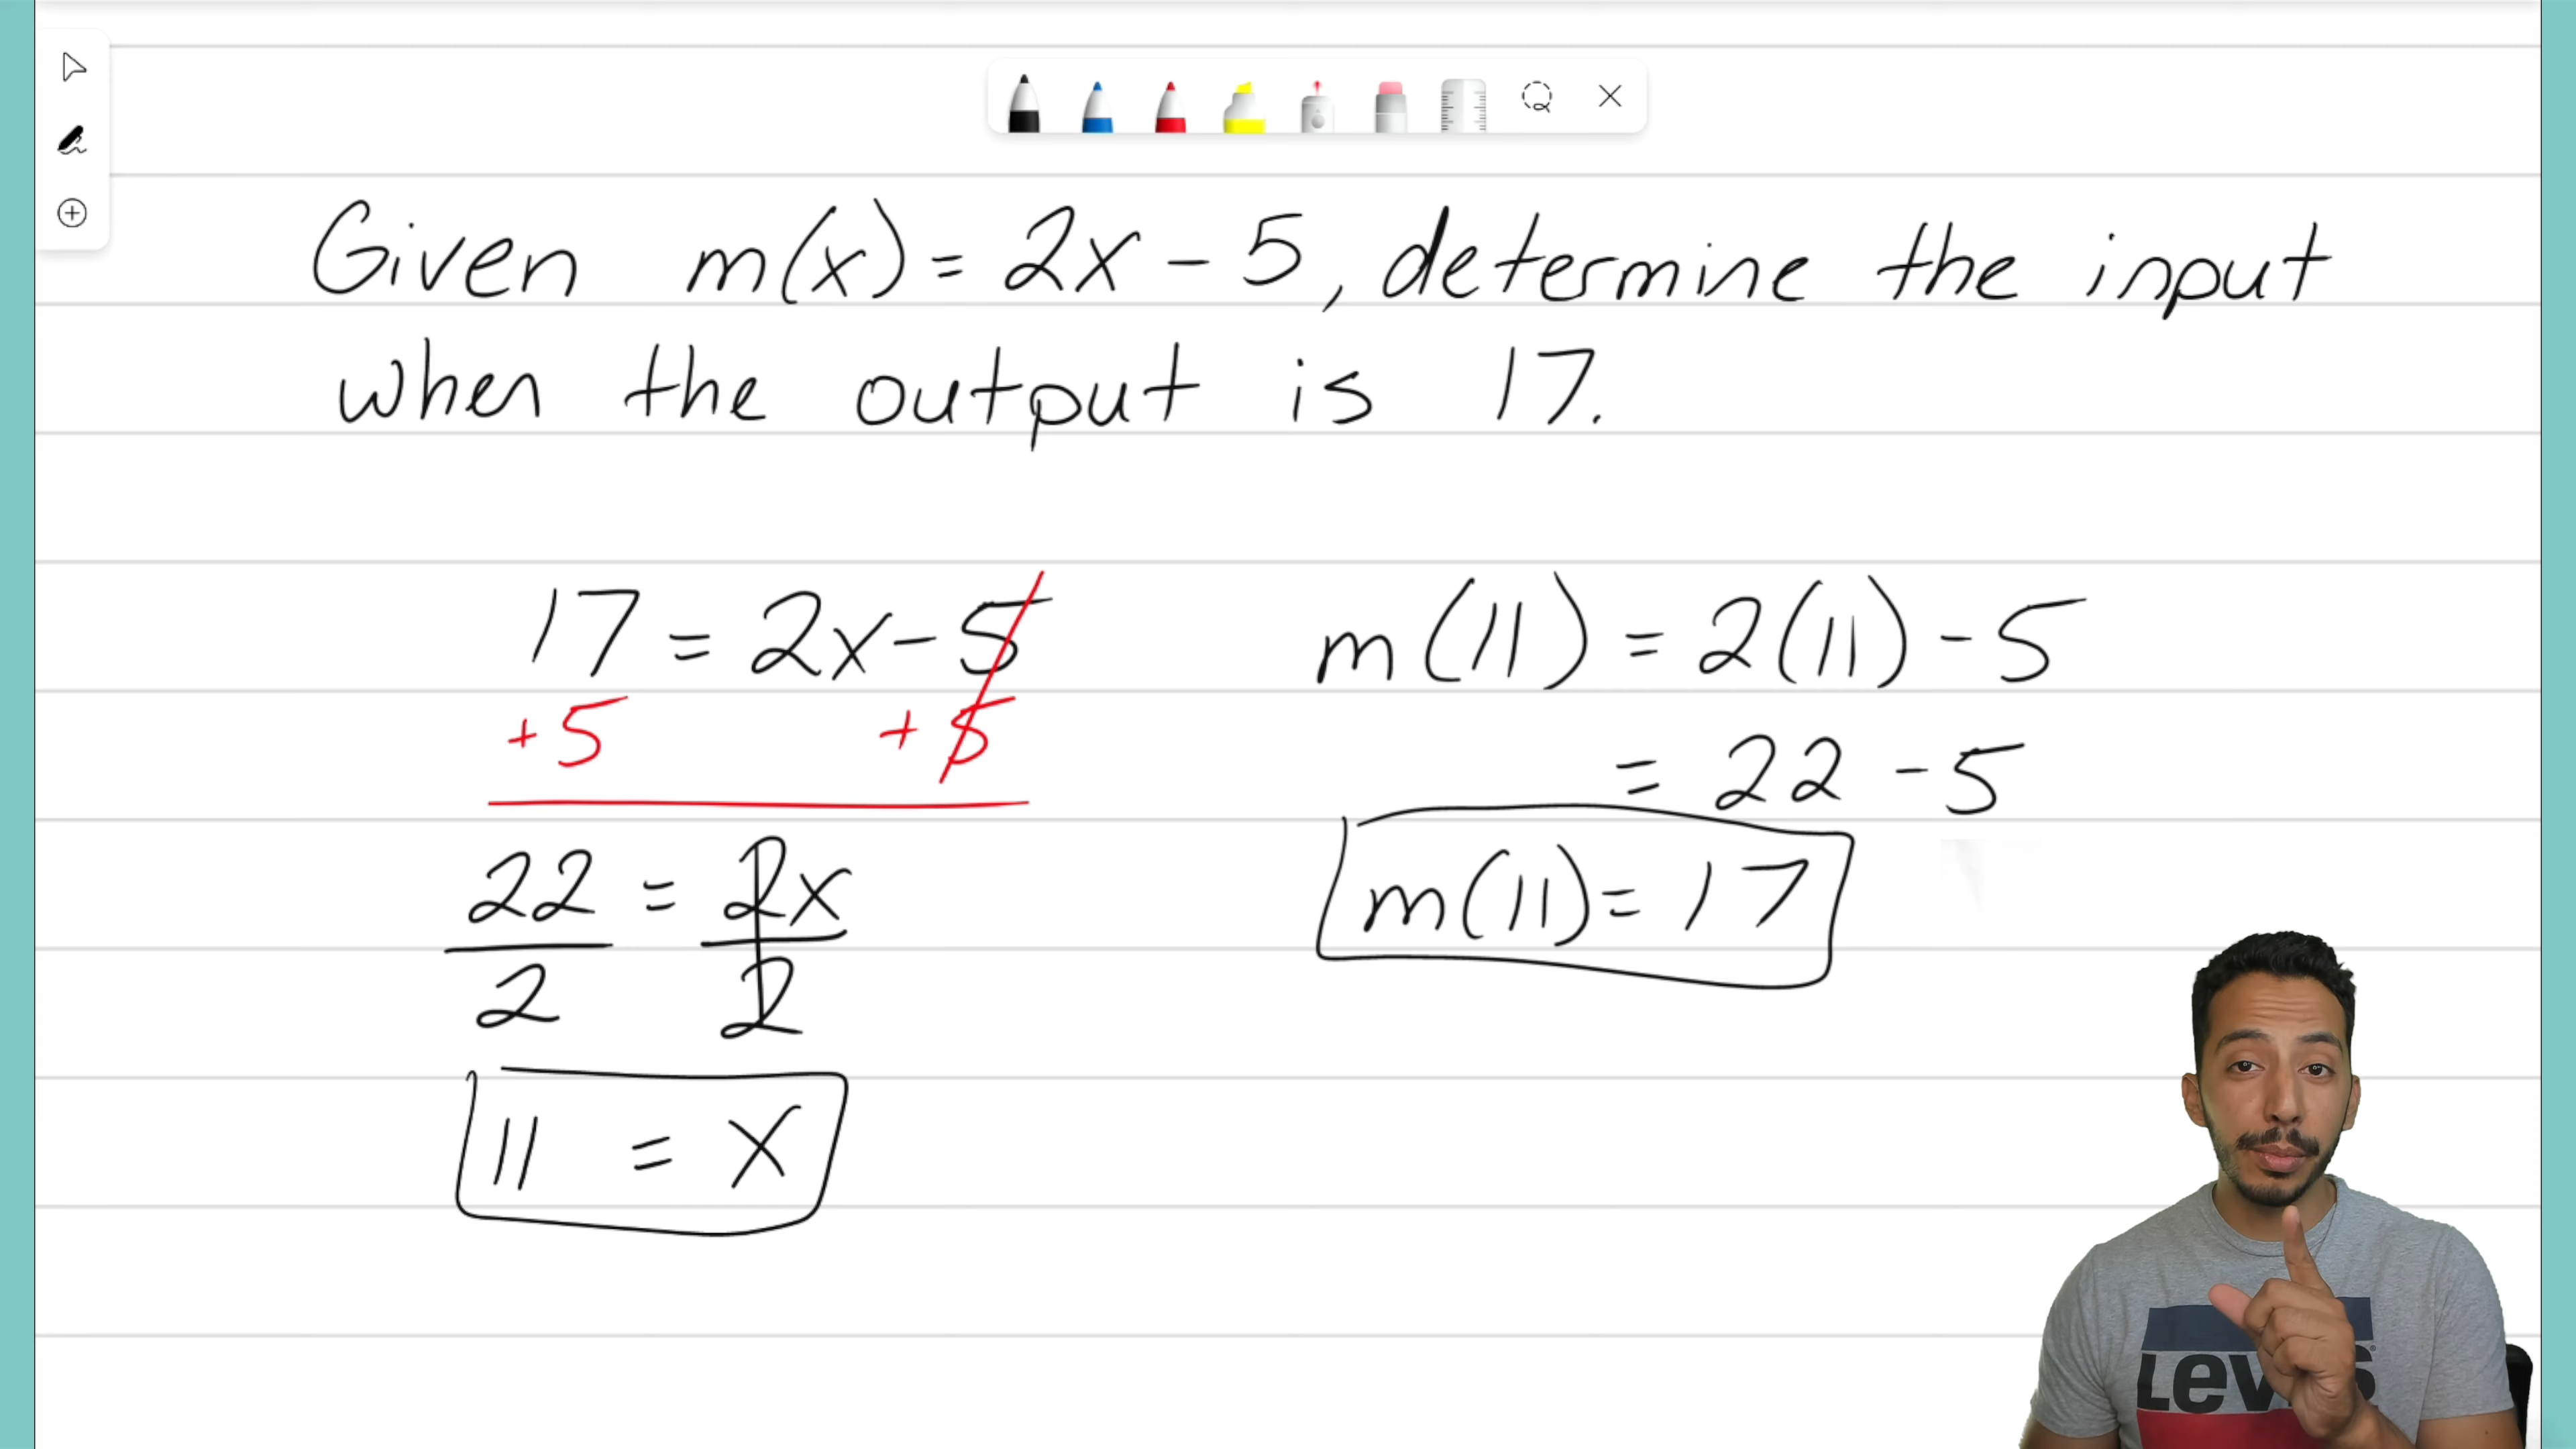 Given m(x) = 2x - 5, determine the input
when the output is 17.
17 = 2x - 5
+5 +5
22 = 2x
2 2
11 = x
m(11) = 2(11) - 5
= 22 - 5
m(11) = 17